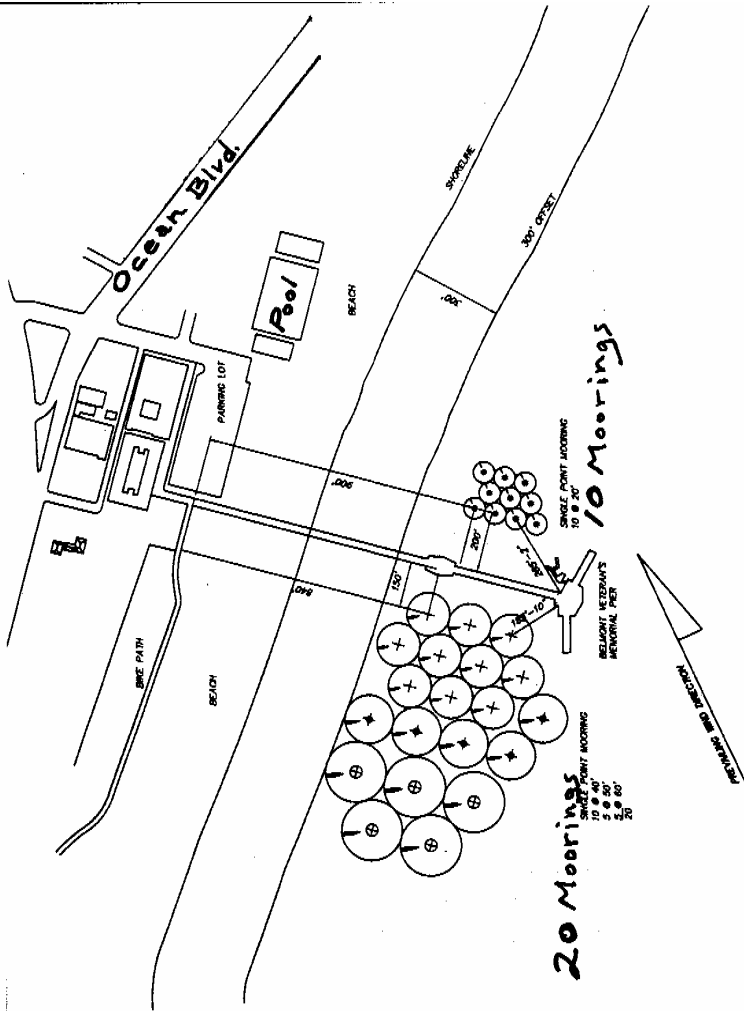 Ocean Blvd.
SHORELINE
300' OFFSET
Pool
BEACH
300'
PARKING LOT
900'
840'
BIKE PATH
BEACH
200'
150'
SINGLE POINT MOORING
10 @ 20'
10 Moorings
BELMONT VETERAN'S
MEMORIAL PIER
PREVAILING WIND DIRECTION
20 Moorings
SINGLE POINT MOORING
10 @ 40'
5 @ 50'
5 @ 60'
20